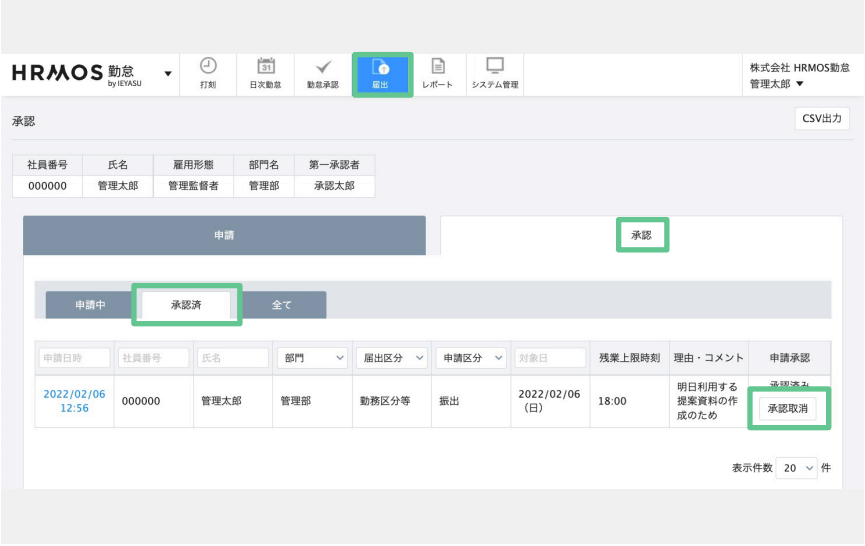 HRMOS 勤怠 ▼
by IEYASU
打刻
31
日次勤怠
勤怠承認
届出
レポート
システム管理
株式会社 HRMOS勤怠
管理太郎 ▼
承認
CSV出力
社員番号 氏名 雇用形態 部門名 第一承認者
000000 管理太郎 管理監督者 管理部 承認太郎
申請
承認
申請中
承認済
全て
申請日時 社員番号 氏名 部門 届出区分 申請区分 対象日 残業上限時刻 理由・コメント 申請承認
2022/02/06
12:56
000000
管理太郎
管理部
勤務区分等
振出
2022/02/06
(日)
18:00
明日利用する
提案資料の作
成のため
承認済み
承認取消
表示件数 20 件